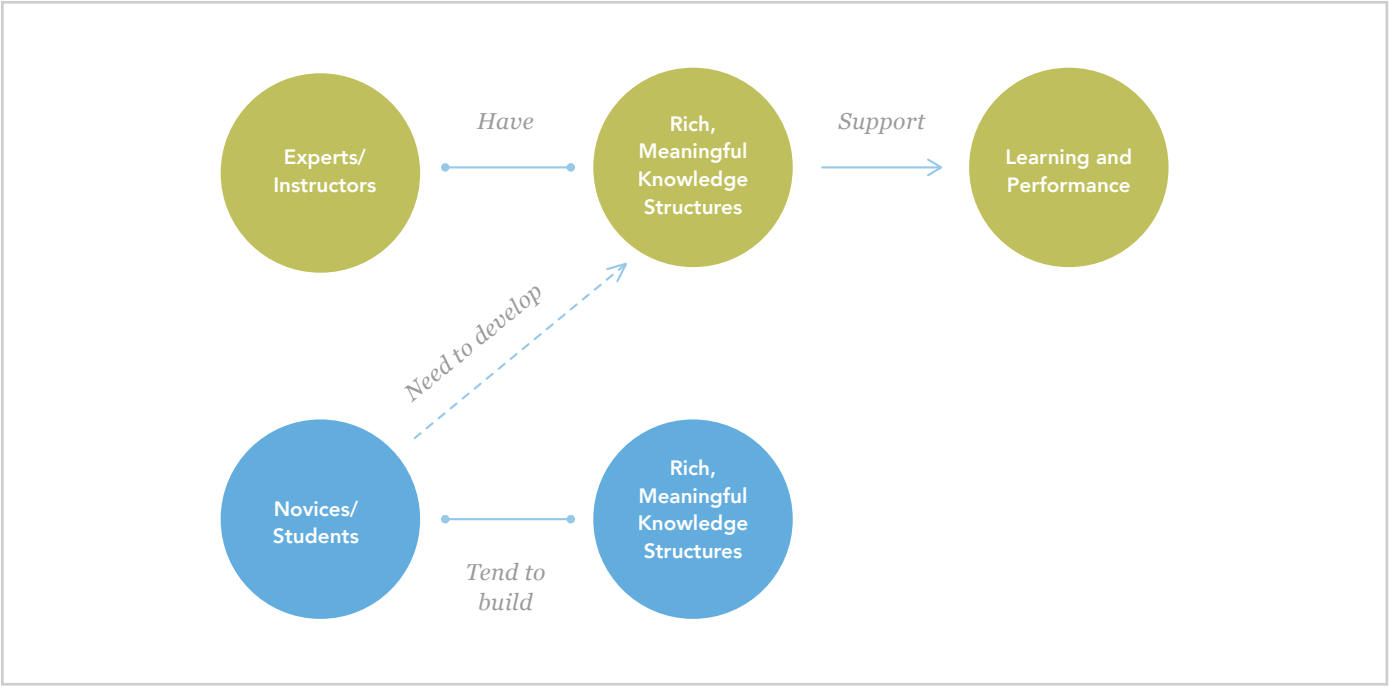 Experts/
Instructors
Have
Rich,
Meaningful
Knowledge
Structures
Support
Learning and
Performance
Need to develop
Novices/
Students
Tend to
build
Rich,
Meaningful
Knowledge
Structures